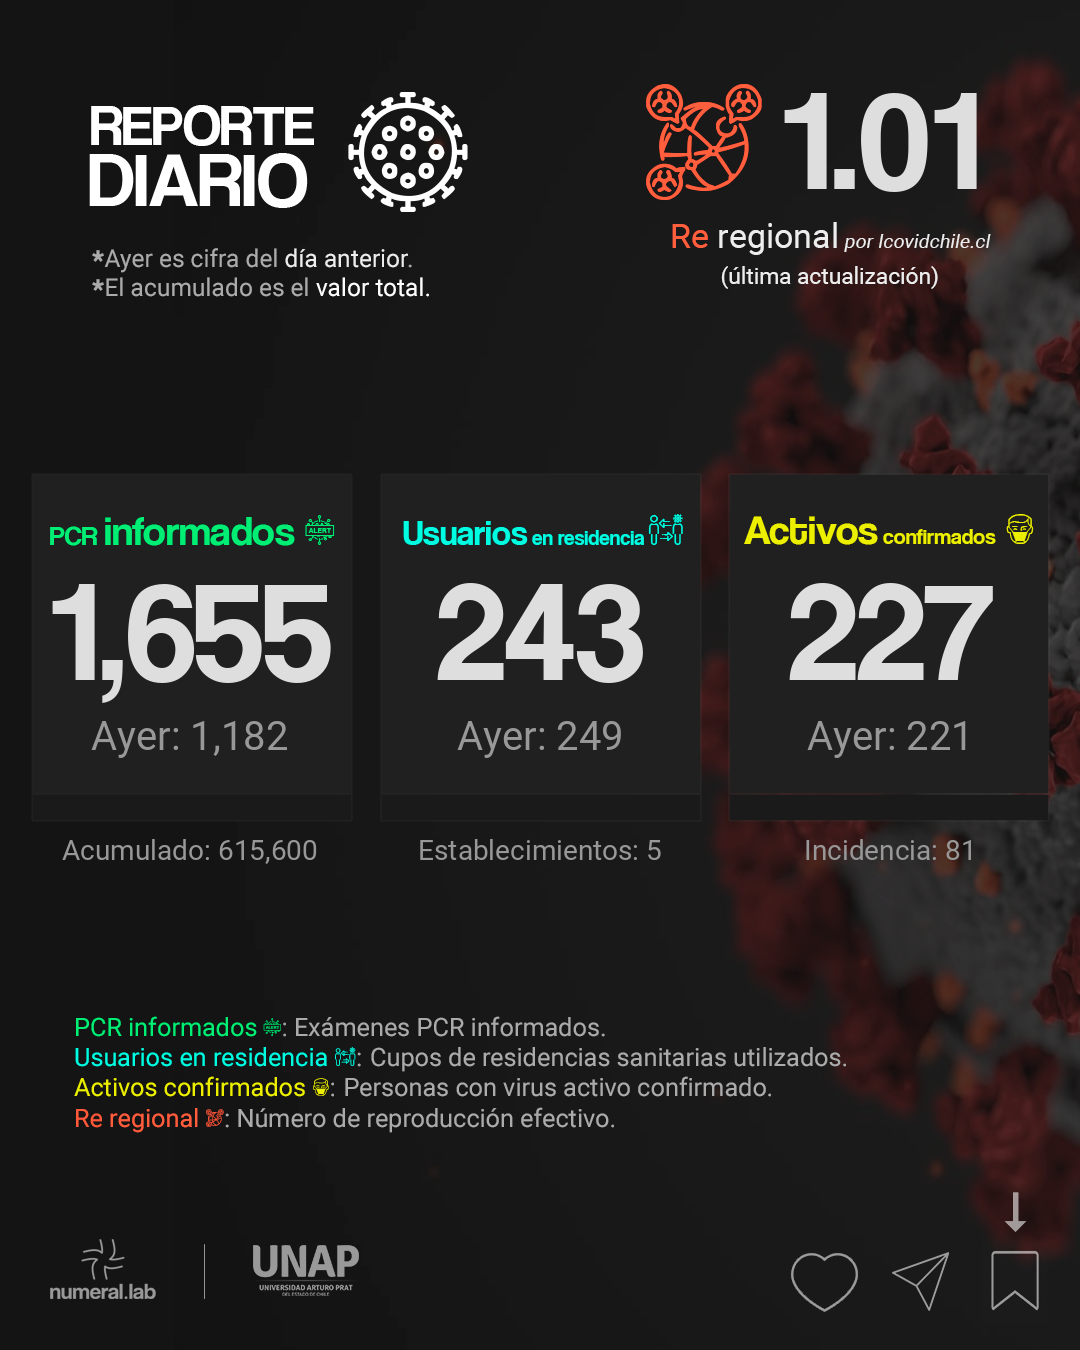 REPORTE
DIARIO
*Ayer es cifra del día anterior.
*El acumulado es el valor total.
1.01
Re regional por Icovidchile.cl
(última actualización)
PCR informados
ALERT
1,655
Ayer: 1,182
Acumulado: 615,600
Usuarios en residencia
243
Ayer: 249
Establecimientos: 5
Activos confirmados
227
Ayer: 221
Incidencia: 81
PCR informados : Exámenes PCR informados.
Usuarios en residencia : Cupos de residencias sanitarias utilizados.
Activos confirmados : Personas con virus activo confirmado.
Re regional : Número de reproducción efectivo.
numeral.lab
UNAP
UNIVERSIDAD ARTURO PRAT
DEL ESTADO DE CHILE